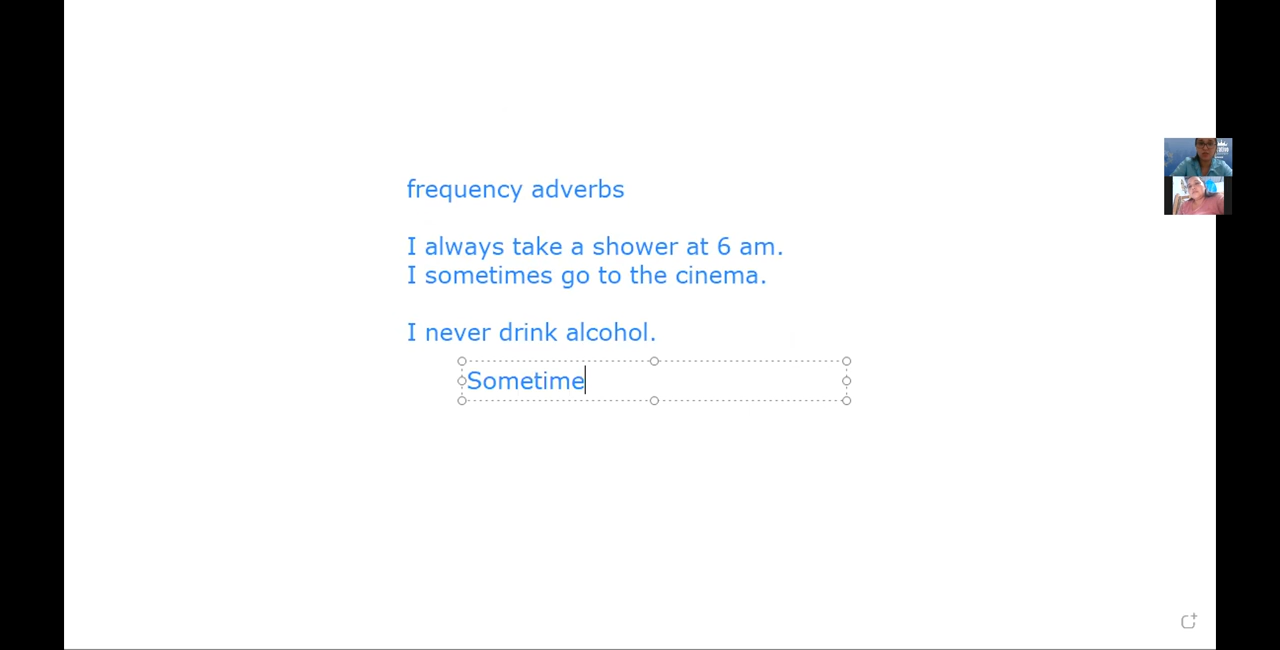 frequency adverbs
I always take a shower at 6 am.
I sometimes go to the cinema.
I never drink alcohol.
Sometime